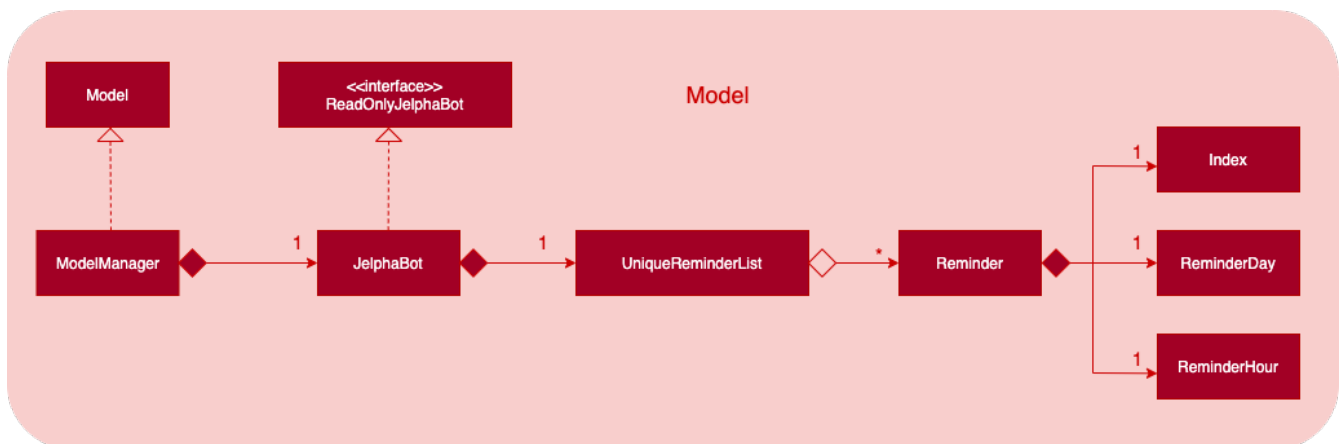 Model
<<interface>>
ReadOnlyJelphaBot
Model
1
Index
ModelManager
1
JelphaBot
1
UniqueReminderList
*
Reminder
1
ReminderDay
1
ReminderHour